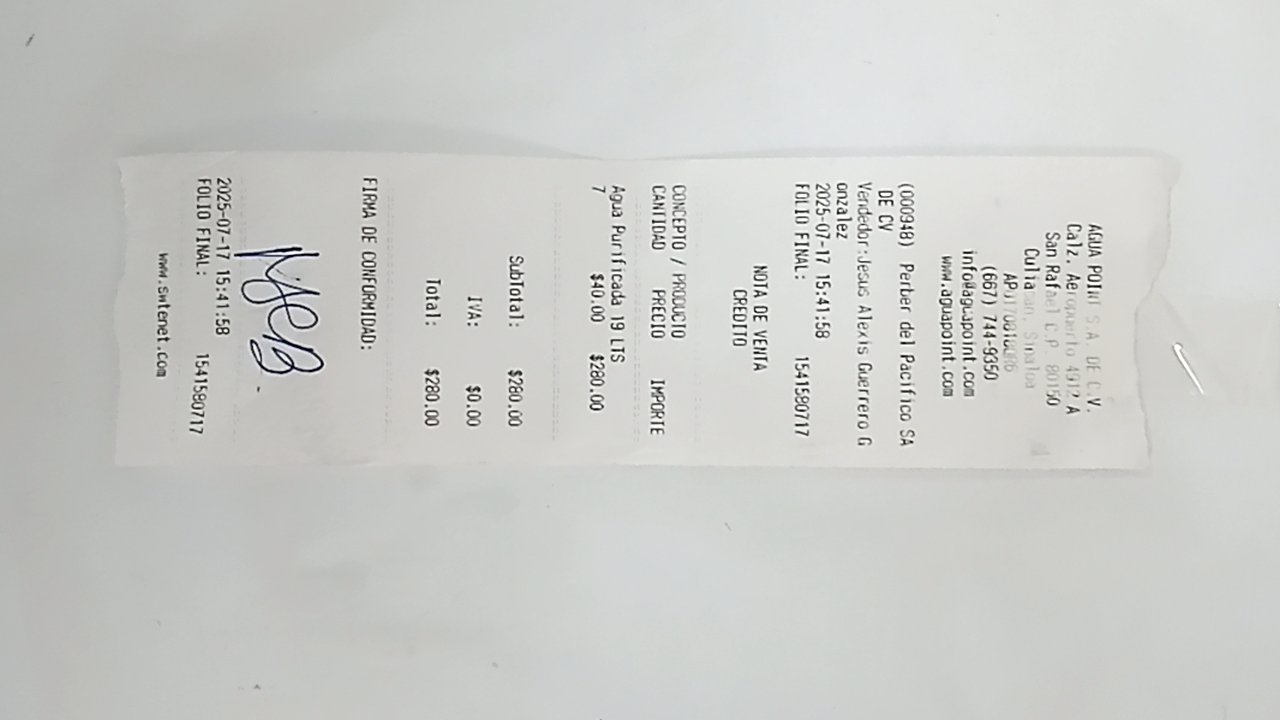 AGUA POINT S.A. DE C.V.
Calz. Aeropuerto 4912 A
San Rafael C.P. 80150
Culiacan, Sinaloa
(667) 744-9350
info@aguapoint.com
www.aguapoint.com
(000948) Perber del Pacifico SA
DE CV
Vendedor:Jesus Alexis Guerrero G
onzalez
2025-07-17 15:41:58
FOLIO FINAL: 1541580717
NOTA DE VENTA
CREDITO
CONCEPTO / PRODUCTO
CANTIDAD PRECIO IMPORTE
Agua Purificada 19 LTS
7 $40.00 $280.00
SubTotal: $280.00
IVA: $0.00
Total: $280.00
FIRMA DE CONFORMIDAD:
2025-07-17 15:41:58
FOLIO FINAL: 1541580717
www.swtenet.com